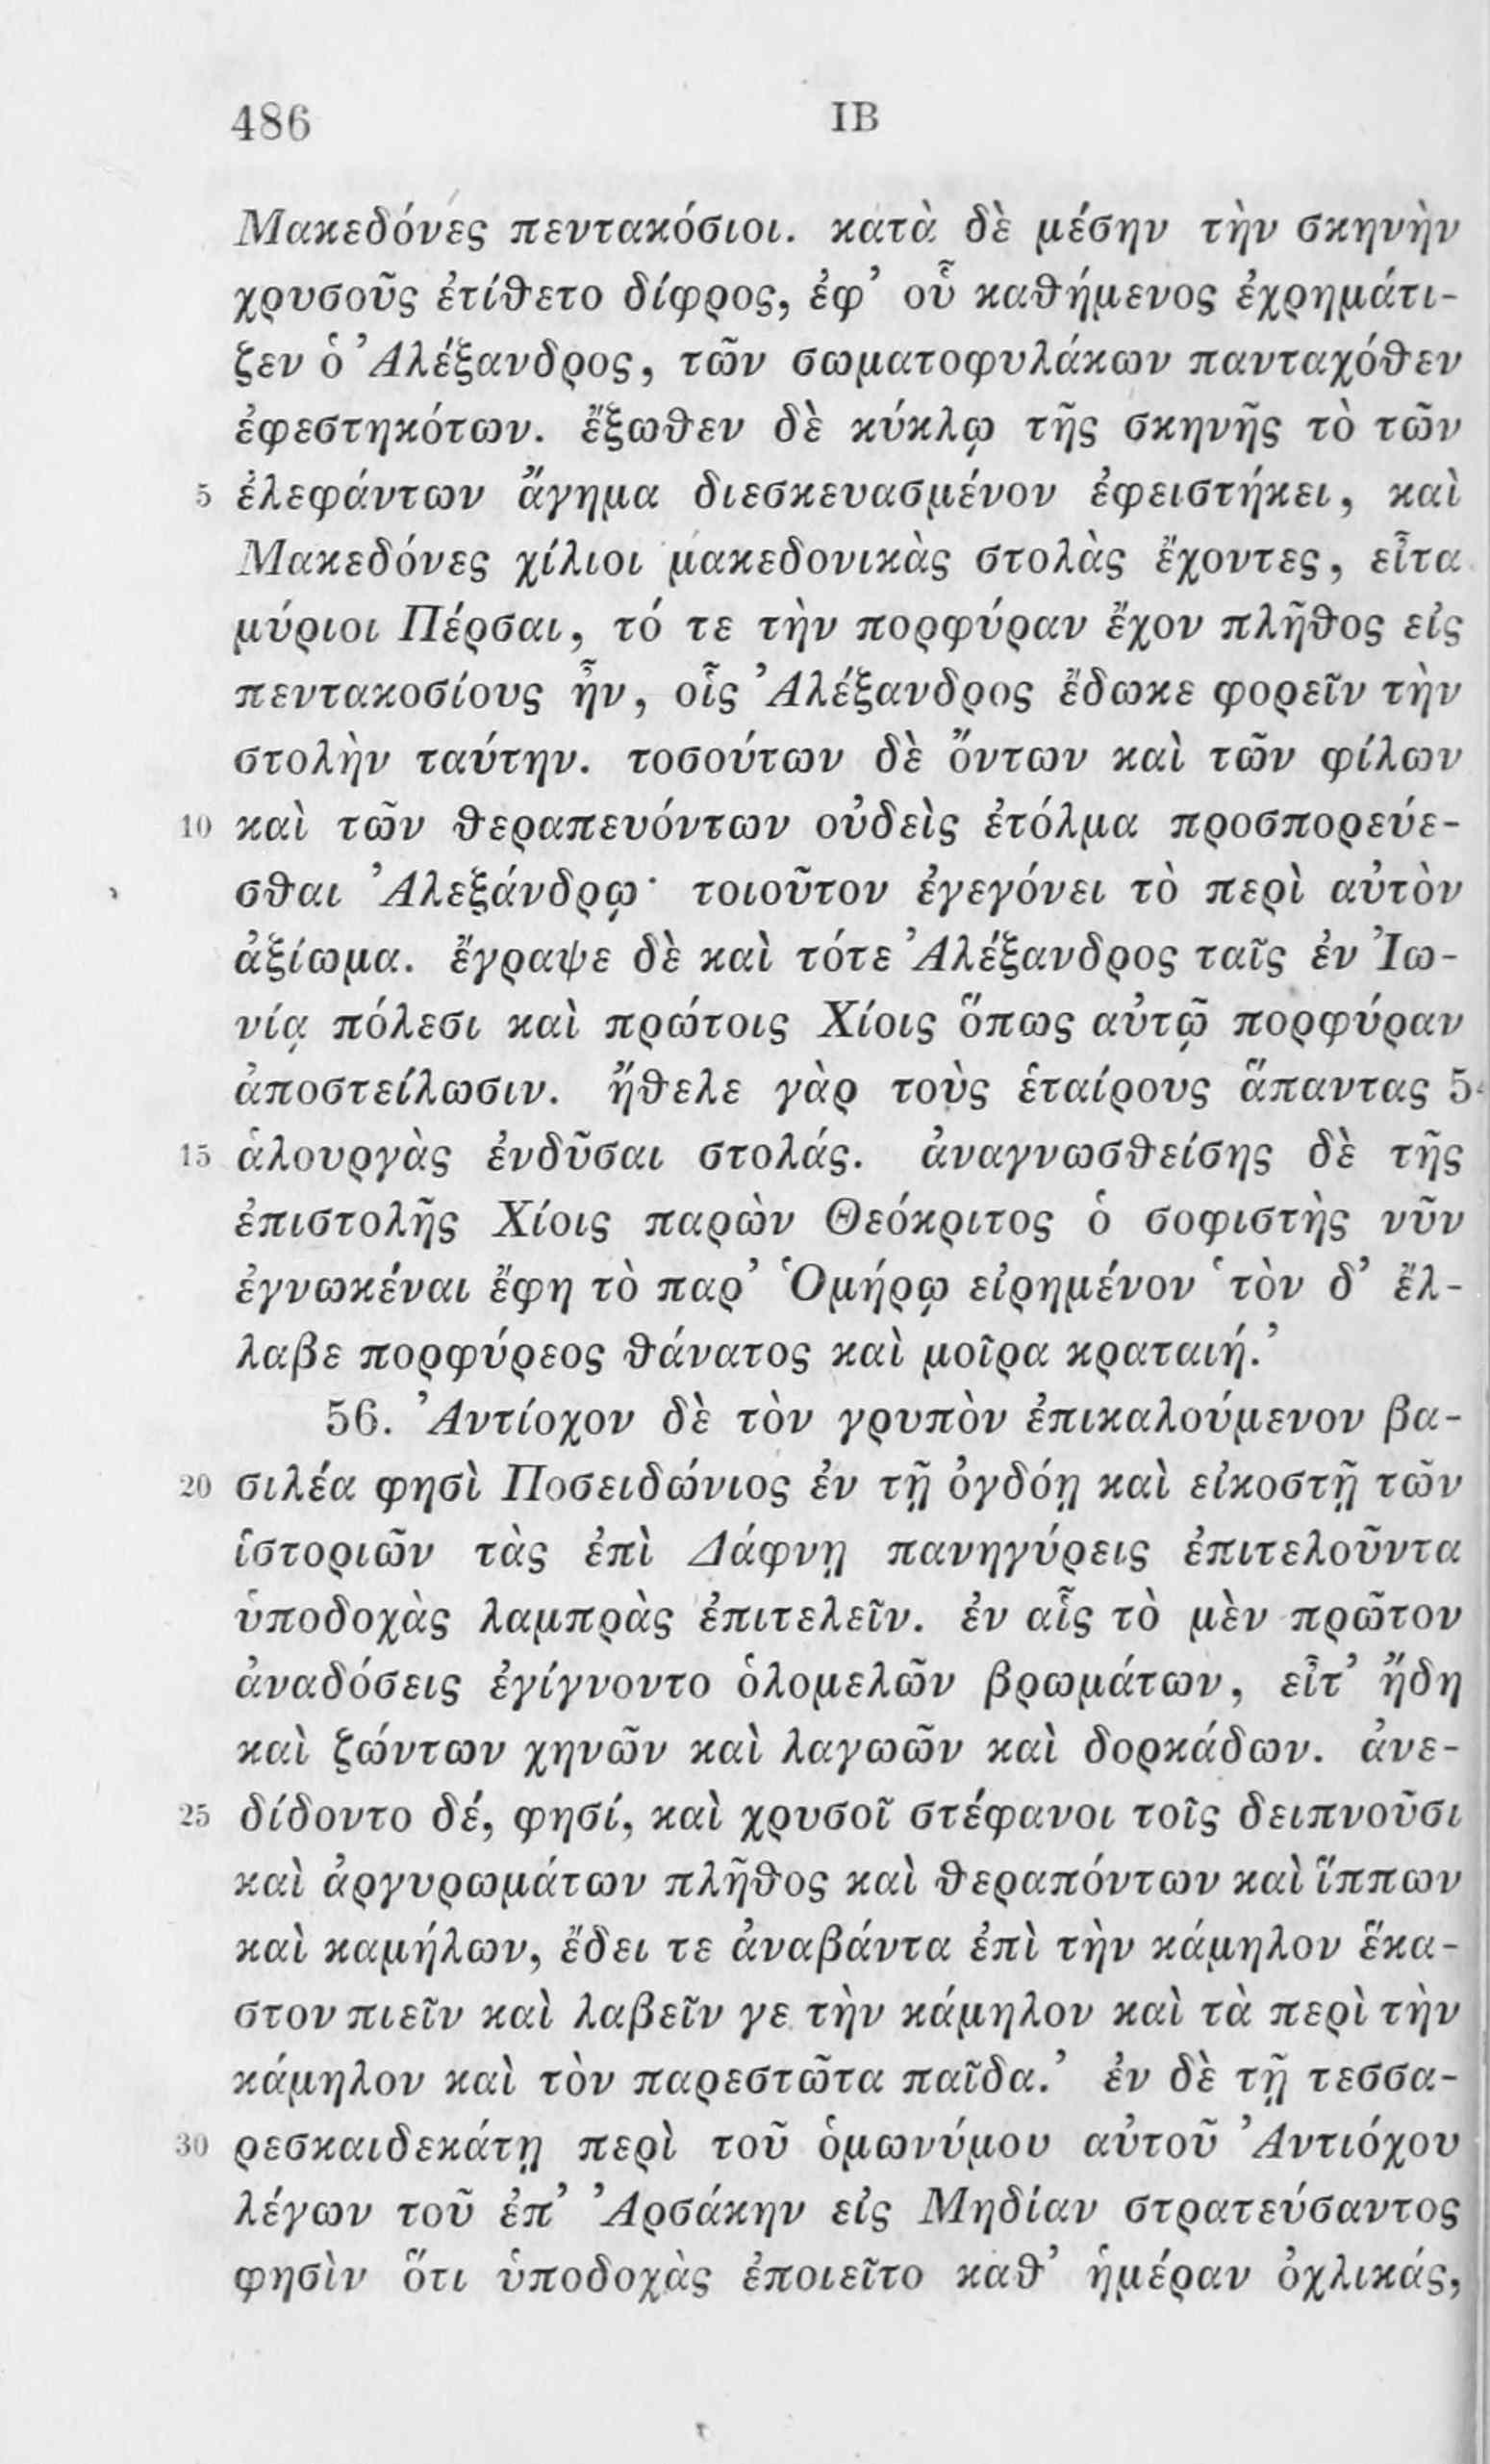 486 ΙΒ
Μακεδόνες πεντακόσιοι. κατὰ δὲ μέσην τὴν σκηνὴν
χρυσοῦς ἐτίθετο δίφρος, ἐφ’ οὗ καθήμενος ἐχρημάτι-
ζεν ὁ Ἀλέξανδρος, τῶν σωματοφυλάκων πανταχόθεν
ἐφεστηκότων. ἔξωθεν δὲ κύκλῳ τῆς σκηνῆς τὸ τῶν
5 ἐλεφάντων ἄγημα διεσκευασμένον ἐφειστήκει, καὶ
Μακεδόνες χίλιοι μακεδονικὰς στολὰς ἔχοντες, εἶτα
μύριοι Πέρσαι, τό τε τὴν πορφύραν ἔχον πλῆθος εἰς
πεντακοσίους ἦν, οἷς Ἀλέξανδρος ἔδωκε φορεῖν τὴν
στολὴν ταύτην. τοσούτων δὲ ὄντων καὶ τῶν φίλων
10 καὶ τῶν θεραπευόντων οὐδεὶς ἐτόλμα προσπορεύε-
σθαι Ἀλεξάνδρῳ· τοιοῦτον ἐγεγόνει τὸ περὶ αὐτὸν
ἀξίωμα. ἔγραψε δὲ καὶ τότε Ἀλέξανδρος ταῖς ἐν Ἰω-
νίᾳ πόλεσι καὶ πρώτοις Χίοις ὅπως αὐτῷ πορφύραν
ἀποστείλωσιν. ἤθελε γὰρ τοὺς ἑταίρους ἅπαντας 5
15 ἁλουργὰς ἐνδῦσαι στολάς. ἀναγνωσθείσης δὲ τῆς
ἐπιστολῆς Χίοις παρὼν Θεόκριτος ὁ σοφιστὴς νῦν
ἐγνωκέναι ἔφη τὸ παρ’ Ὁμήρῳ εἰρημένον ‘τὸν δ’ ἔλ-
λαβε πορφύρεος θάνατος καὶ μοῖρα κραταιή.’
56. Ἀντίοχον δὲ τὸν γρυπὸν ἐπικαλούμενον βα-
20 σιλέα φησὶ Ποσειδώνιος ἐν τῇ ὀγδόῃ καὶ εἰκοστῇ τῶν
ἱστοριῶν τὰς ἐπὶ Δάφνῃ πανηγύρεις ἐπιτελοῦντα
ὑποδοχὰς λαμπρὰς ἐπιτελεῖν. ἐν αἷς τὸ μὲν πρῶτον
ἀναδόσεις ἐγίγνοντο ὁλομελῶν βρωμάτων, εἶτ’ ἤδη
καὶ ζώντων χηνῶν καὶ λαγωῶν καὶ δορκάδων. ἀνε-
25 δίδοντο δέ, φησί, καὶ χρυσοῖ στέφανοι τοῖς δειπνοῦσι
καὶ ἀργυρωμάτων πλῆθος καὶ θεραπόντων καὶ ἵππων
καὶ καμήλων, ἔδει τε ἀναβάντα ἐπὶ τὴν κάμηλον ἕκα-
στον πιεῖν καὶ λαβεῖν γε τὴν κάμηλον καὶ τὰ περὶ τὴν
κάμηλον καὶ τὸν παρεστῶτα παῖδα.’ ἐν δὲ τῇ τεσσα-
30 ρεσκαιδεκάτῃ περὶ τοῦ ὁμωνύμου αὐτοῦ Ἀντιόχου
λέγων τοῦ ἐπ’ Ἀρσάκην εἰς Μηδίαν στρατεύσαντος
φησὶν ὅτι ὑποδοχὰς ἐποιεῖτο καθ’ ἡμέραν ὀχλικάς,